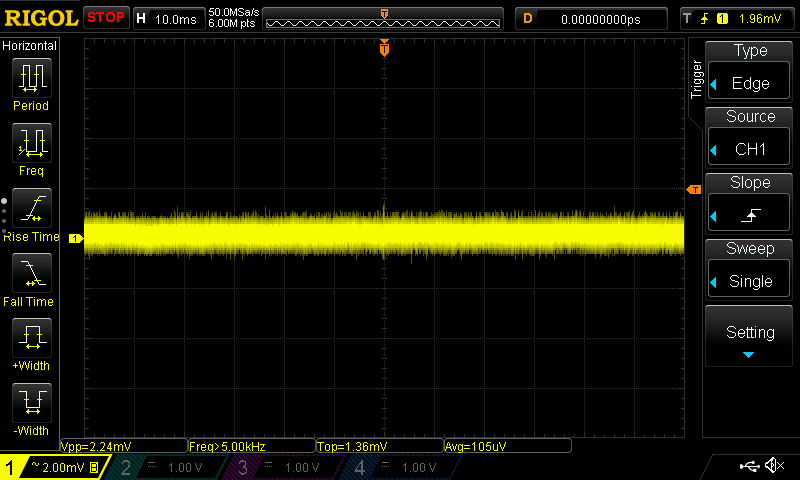 RIGOL STOP H 10.0ms 50.0MSa/s 6.00M pts T D 0.00000000ps T 1 1.96mV
Horizontal
Period
Freq
Rise Time
Fall Time
+Width
-Width
T
1
T
Trigger
Type
Edge
Source
CH1
Slope
Sweep
Single
Setting
Vpp=2.24mV Freq>5.00kHz Top=1.36mV Avg=105uV
1 ~ 2.00mV B 2 1.00 V 3 1.00 V 4 1.00 V